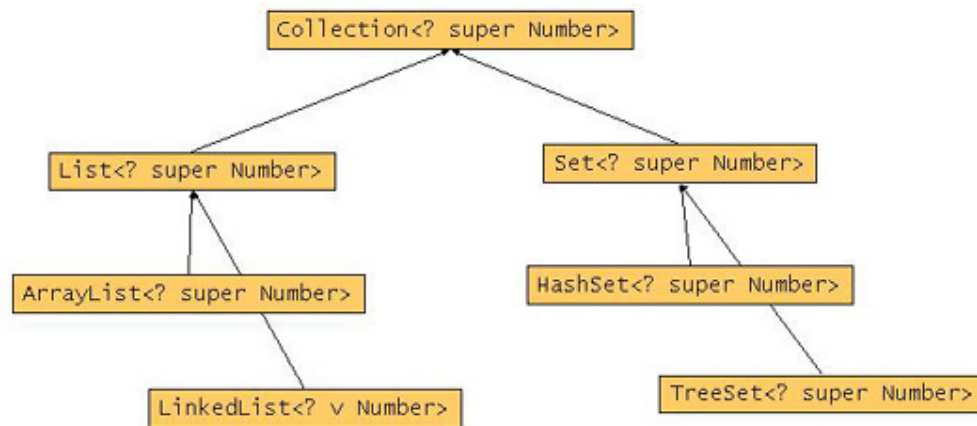 Collection<? super Number>
List<? super Number>
Set<? super Number>
ArrayList<? super Number>
HashSet<? super Number>
LinkedList<? v Number>
TreeSet<? super Number>